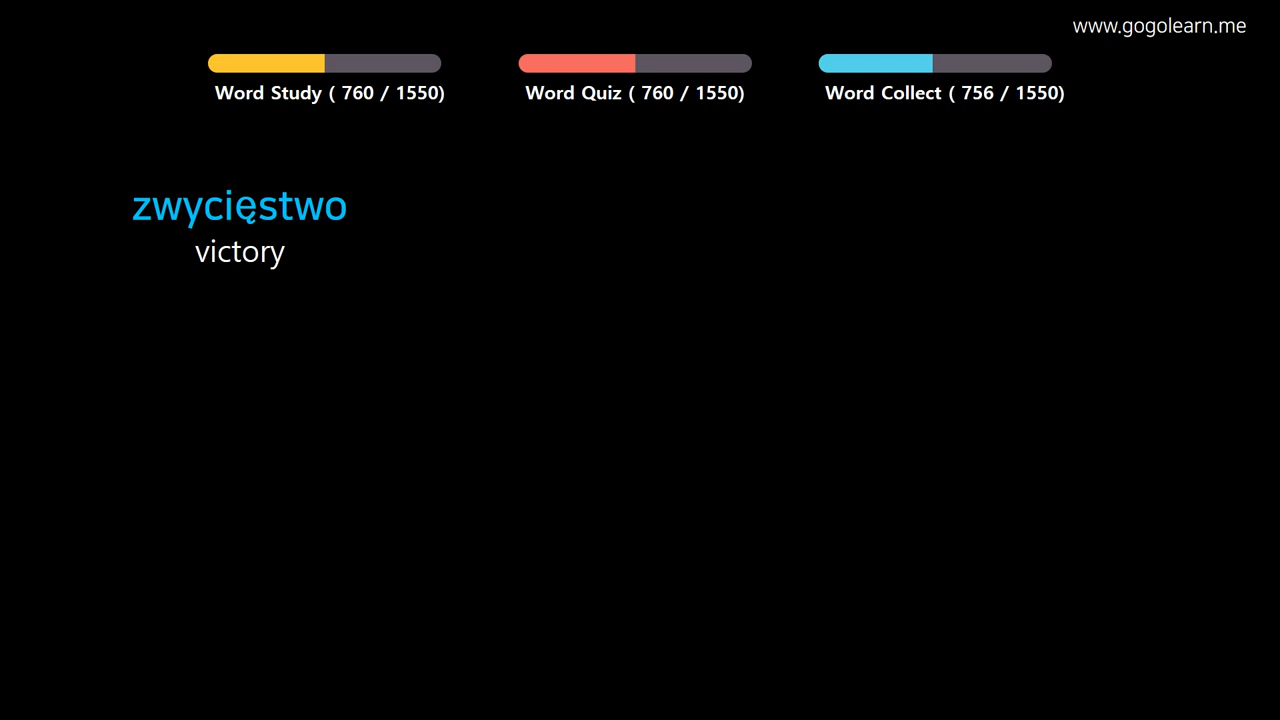 www.gogolearn.me
Word Study ( 760 / 1550)
Word Quiz ( 760 / 1550)
Word Collect ( 756 / 1550)
zwycięstwo
victory